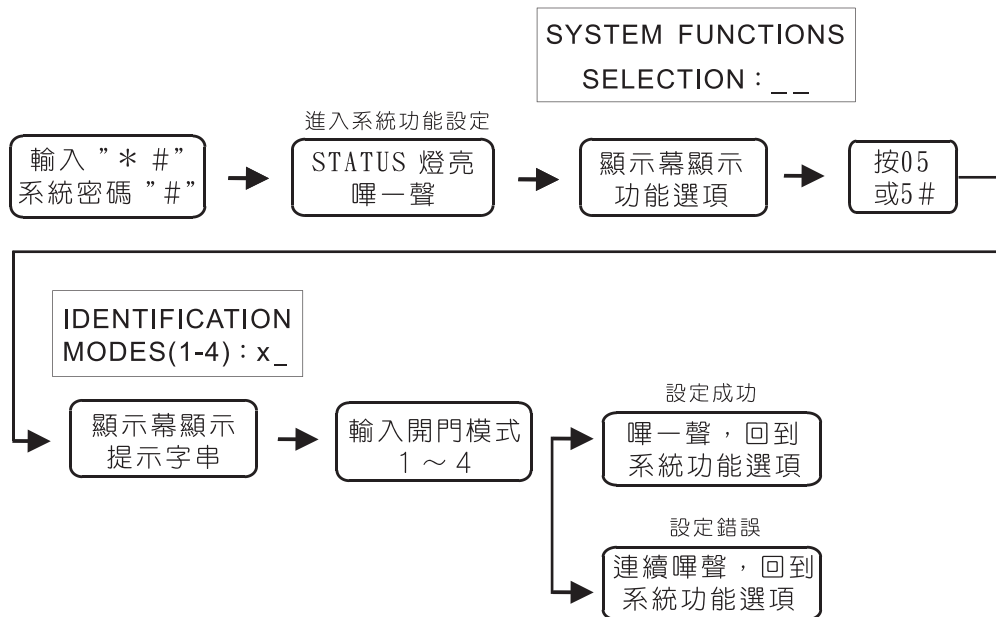 SYSTEM FUNCTIONS
SELECTION：_ _
進入系統功能設定
輸入 ”＊ #”
系統密碼 ”#”
STATUS 燈亮
嗶一聲
顯示幕顯示
功能選項
按05
或5#
IDENTIFICATION
MODES(1-4)：x_
顯示幕顯示
提示字串
輸入開門模式
1～4
設定成功
嗶一聲，回到
系統功能選項
設定錯誤
連續嗶聲，回到
系統功能選項